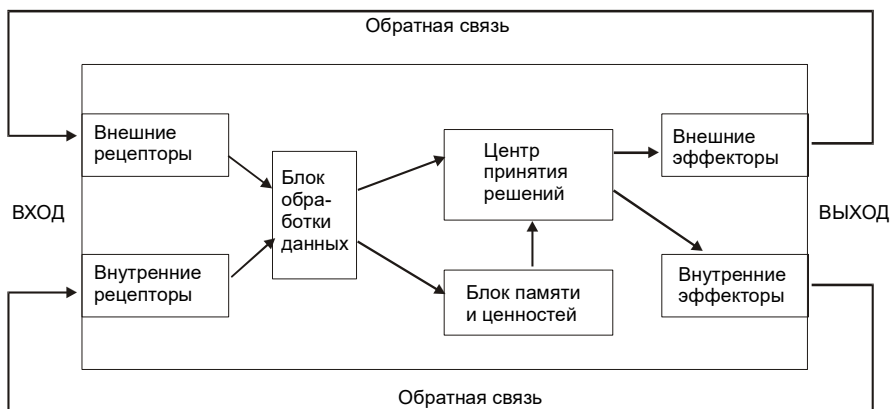 Обратная связь
Внешние
рецепторы
Центр
принятия
решений
Внешние
эффекторы
Блок
обра-
ботки
данных
ВХОД
ВЫХОД
Внутренние
рецепторы
Блок памяти
и ценностей
Внутренние
эффекторы
Обратная связь